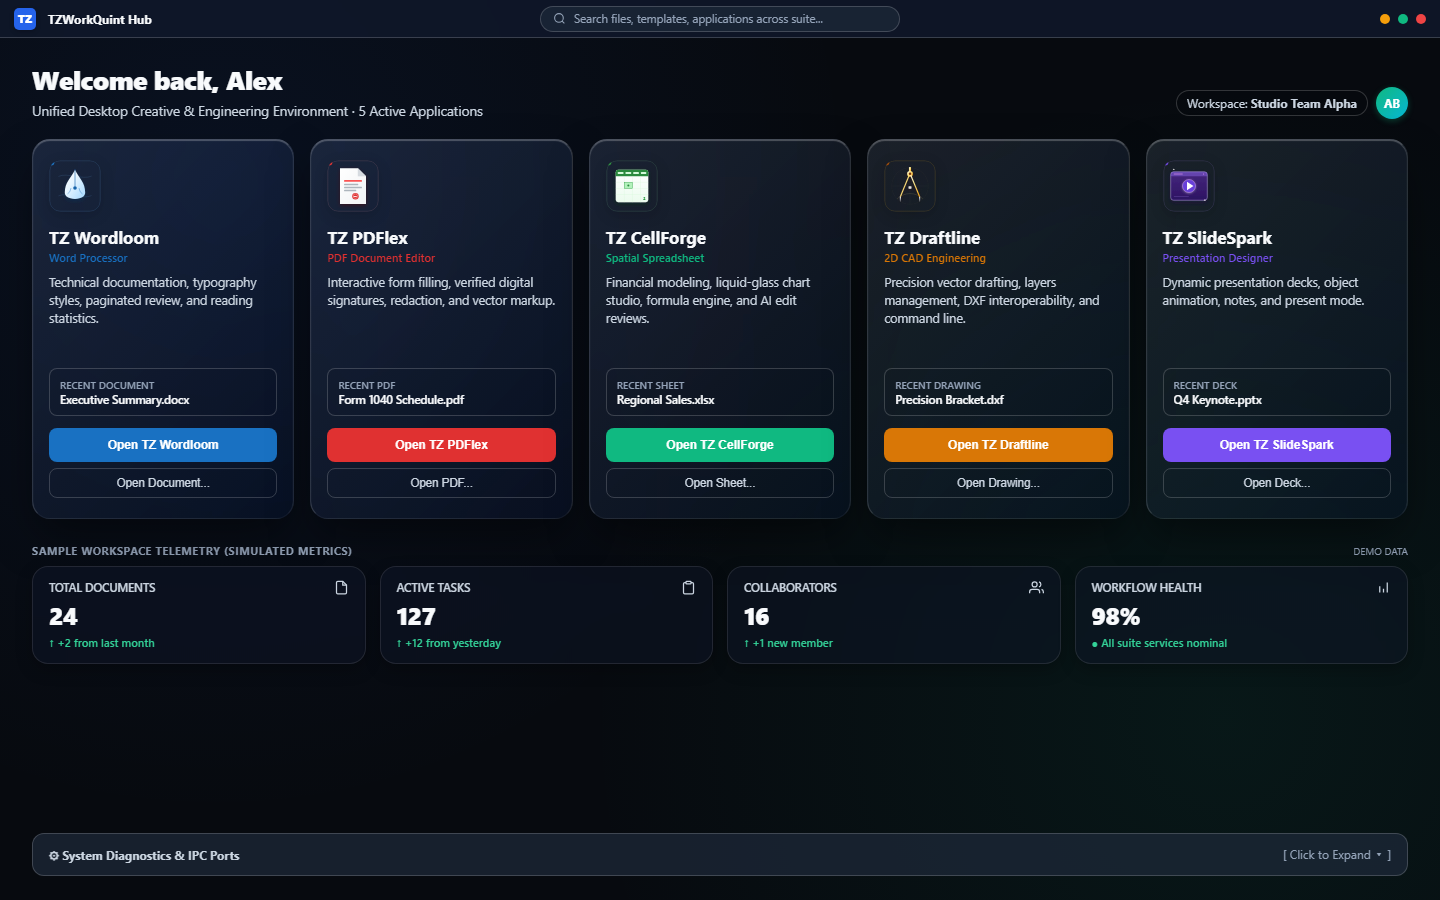 TZ
TZWorkQuint Hub
Search files, templates, applications across suite...
Welcome back, Alex
Unified Desktop Creative & Engineering Environment · 5 Active Applications
Workspace: Studio Team Alpha
AB
TZ Wordloom
Word Processor
Technical documentation, typography
styles, paginated review, and reading
statistics.
RECENT DOCUMENT
Executive Summary.docx
Open TZ Wordloom
Open Document...
TZ PDFlex
PDF Document Editor
Interactive form filling, verified digital
signatures, redaction, and vector markup.
RECENT PDF
Form 1040 Schedule.pdf
Open TZ PDFlex
Open PDF...
TZ CellForge
Spatial Spreadsheet
Financial modeling, liquid-glass chart
studio, formula engine, and AI edit
reviews.
RECENT SHEET
Regional Sales.xlsx
Open TZ CellForge
Open Sheet...
TZ Draftline
2D CAD Engineering
Precision vector drafting, layers
management, DXF interoperability, and
command line.
RECENT DRAWING
Precision Bracket.dxf
Open TZ Draftline
Open Drawing...
TZ SlideSpark
Presentation Designer
Dynamic presentation decks, object
animation, notes, and present mode.
RECENT DECK
Q4 Keynote.pptx
Open TZ SlideSpark
Open Deck...
SAMPLE WORKSPACE TELEMETRY (SIMULATED METRICS)
DEMO DATA
TOTAL DOCUMENTS
24
↑ +2 from last month
ACTIVE TASKS
127
↑ +12 from yesterday
COLLABORATORS
16
↑ +1 new member
WORKFLOW HEALTH
98%
● All suite services nominal
⚙ System Diagnostics & IPC Ports
[ Click to Expand ▾ ]